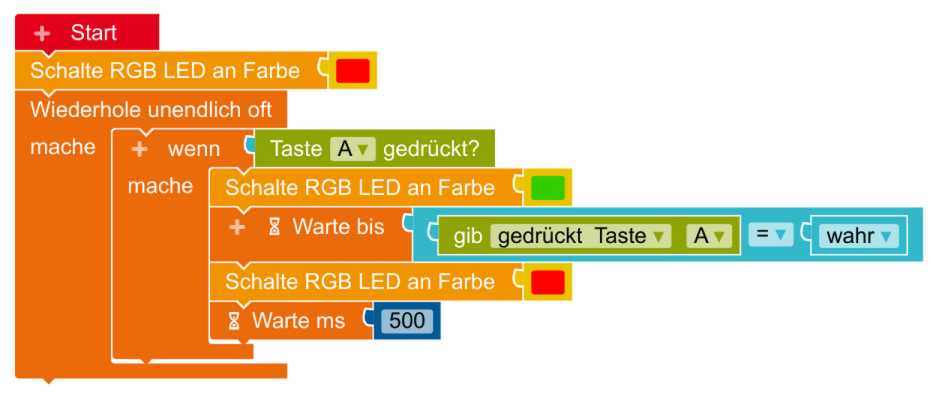 + Start
Schalte RGB LED an Farbe
Wiederhole unendlich oft
mache + wenn Taste A gedrückt?
mache Schalte RGB LED an Farbe
+ Warte bis gib gedrückt Taste A = wahr
Schalte RGB LED an Farbe
Warte ms 500